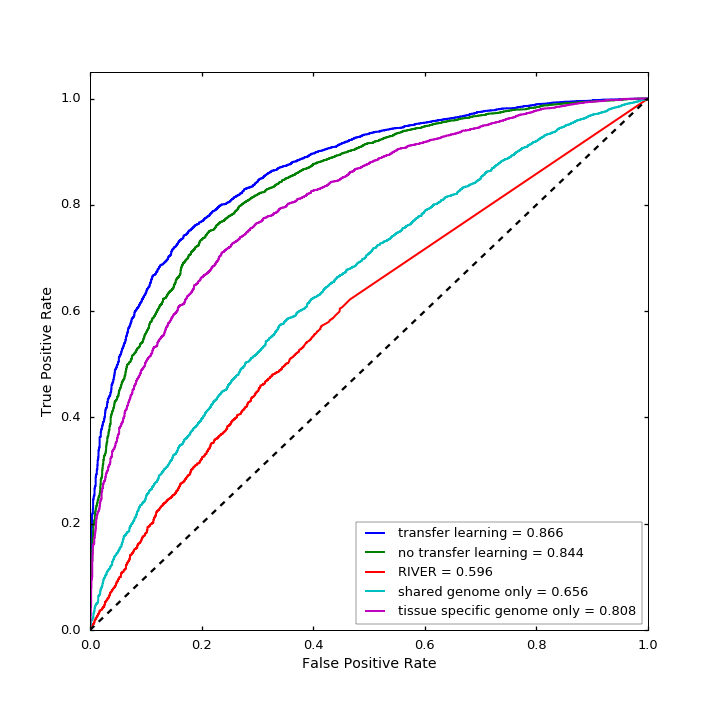 1.0
0.8
0.6
0.4
0.2
0.0
True Positive Rate
transfer learning = 0.866
no transfer learning = 0.844
RIVER = 0.596
shared genome only = 0.656
tissue specific genome only = 0.808
0.0 0.2 0.4 0.6 0.8 1.0
False Positive Rate